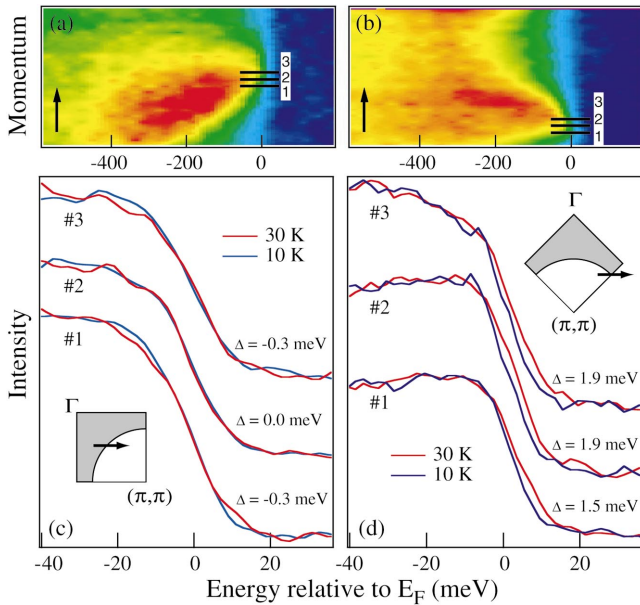 (a)
(b)
Momentum
3
2
1
3
2
1
-400 -200 0
-400 -200 0
#3
30 K
10 K
Δ = -0.3 meV
#2
Δ = 0.0 meV
#1
Γ
(π,π)
Δ = -0.3 meV
(c)
Intensity
#3
Γ
(π,π)
Δ = 1.9 meV
#2
Δ = 1.9 meV
#1
30 K
10 K
Δ = 1.5 meV
(d)
-40 -20 0 20
-40 -20 0 20
Energy relative to E_F (meV)